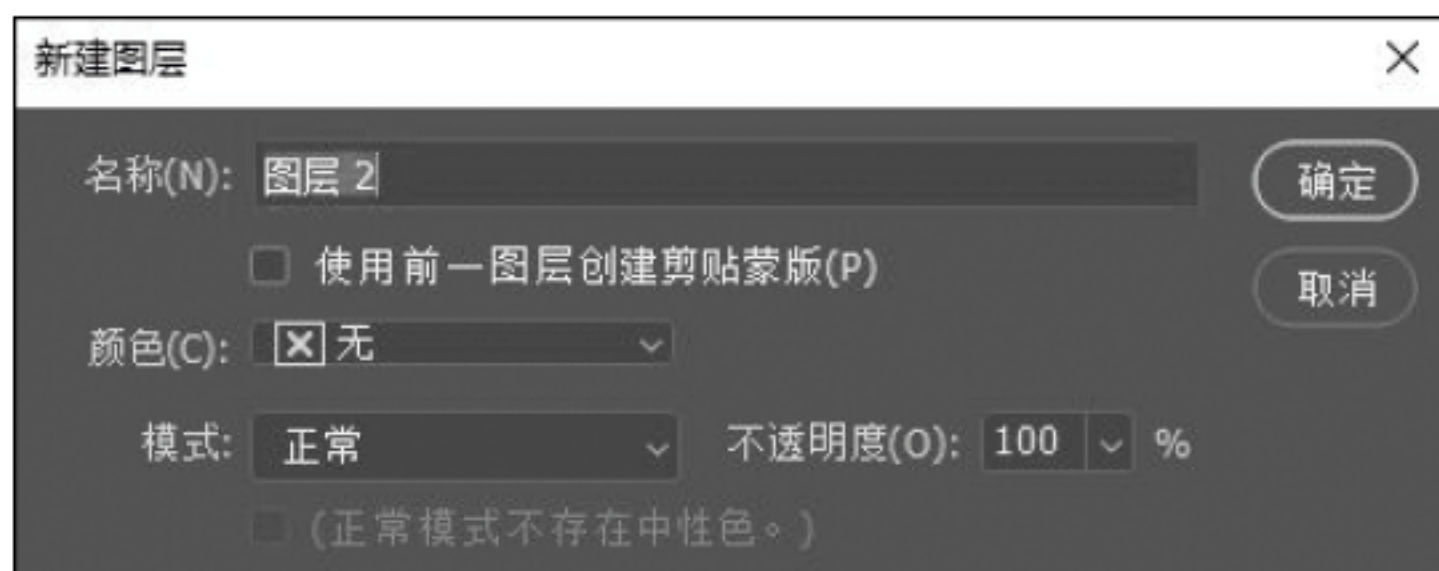 新建图层
名称(N): 图层 2 确定
使用前一图层创建剪贴蒙版(P) 取消
颜色(C): 无
模式: 正常 不透明度(O): 100 %
(正常模式不存在中性色。)